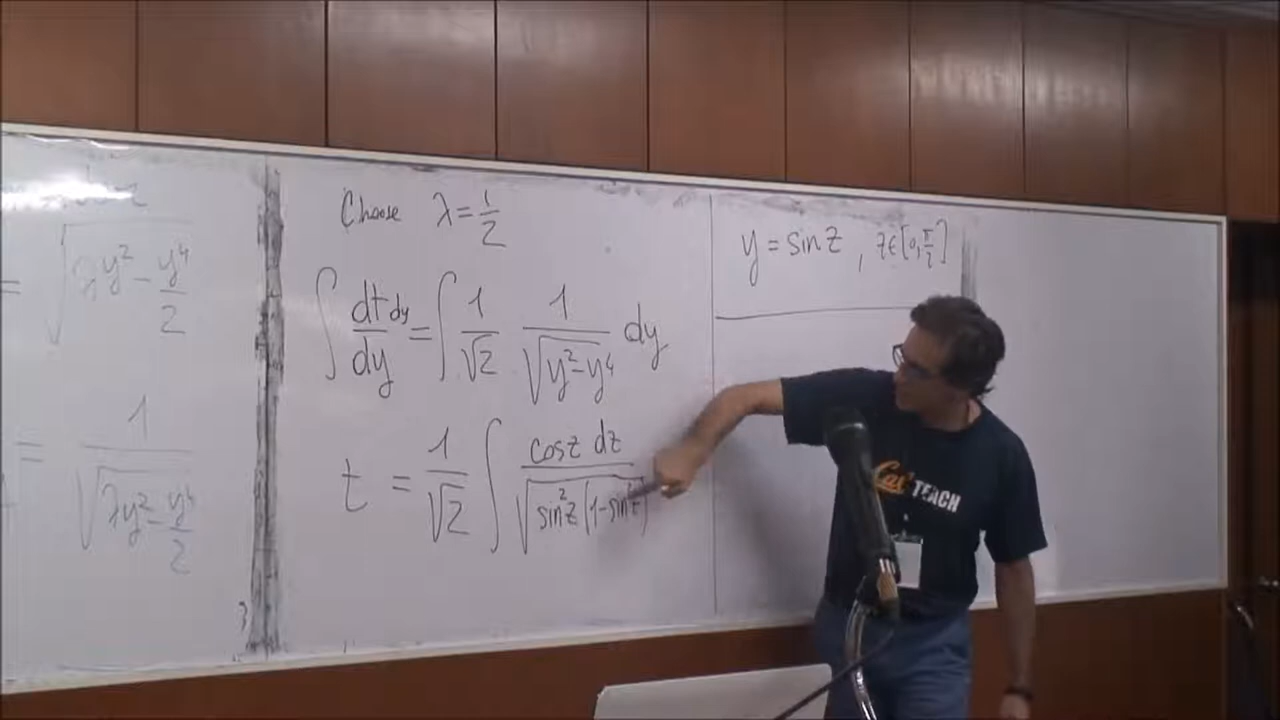 = √(λy² - y⁴/2)
= 1/√(λy² - y⁴/2)
Choose λ = 1/2
∫ dt/dy dy = ∫ 1/√2 1/√(y² - y⁴) dy
t = 1/√2 ∫ cosz dz / √(sin²z (1 - sin²z))
y = sin z , z ∈ [0, π/2]
Cal
TEACH